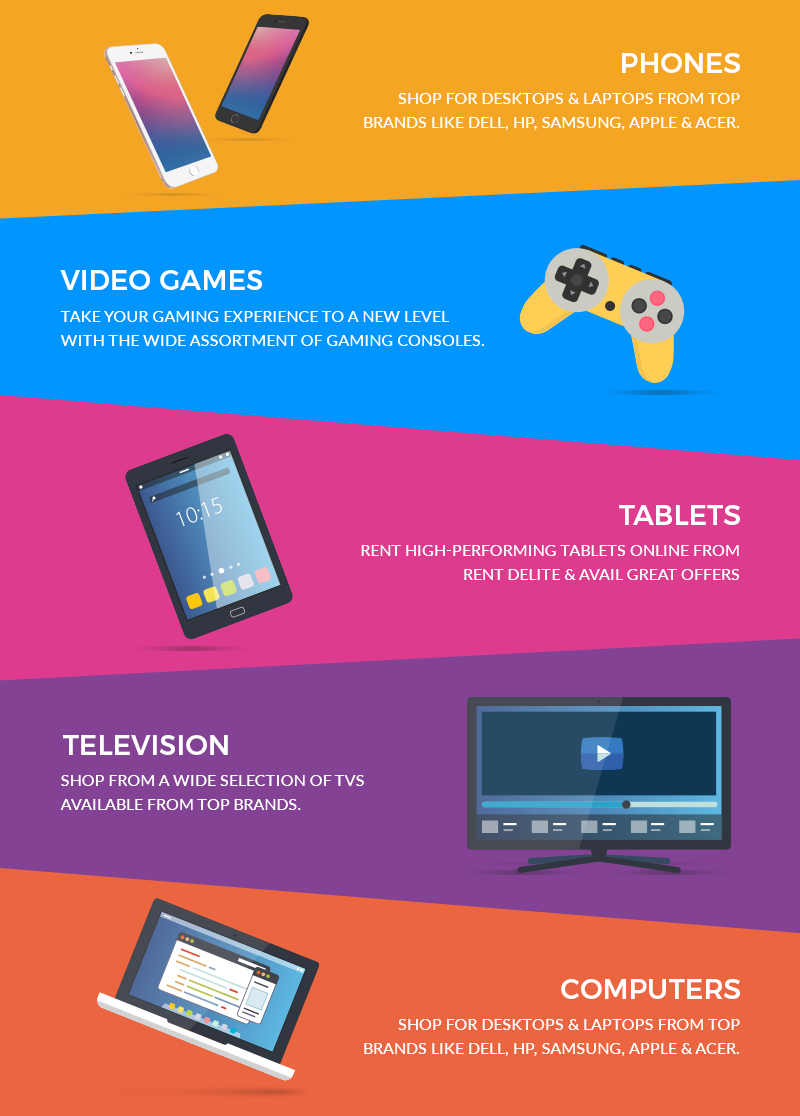 PHONES
SHOP FOR DESKTOPS & LAPTOPS FROM TOP
BRANDS LIKE DELL, HP, SAMSUNG, APPLE & ACER.
VIDEO GAMES
TAKE YOUR GAMING EXPERIENCE TO A NEW LEVEL
WITH THE WIDE ASSORTMENT OF GAMING CONSOLES.
10:15
TABLETS
RENT HIGH-PERFORMING TABLETS ONLINE FROM
RENT DELITE & AVAIL GREAT OFFERS
TELEVISION
SHOP FROM A WIDE SELECTION OF TVS
AVAILABLE FROM TOP BRANDS.
COMPUTERS
SHOP FOR DESKTOPS & LAPTOPS FROM TOP
BRANDS LIKE DELL, HP, SAMSUNG, APPLE & ACER.